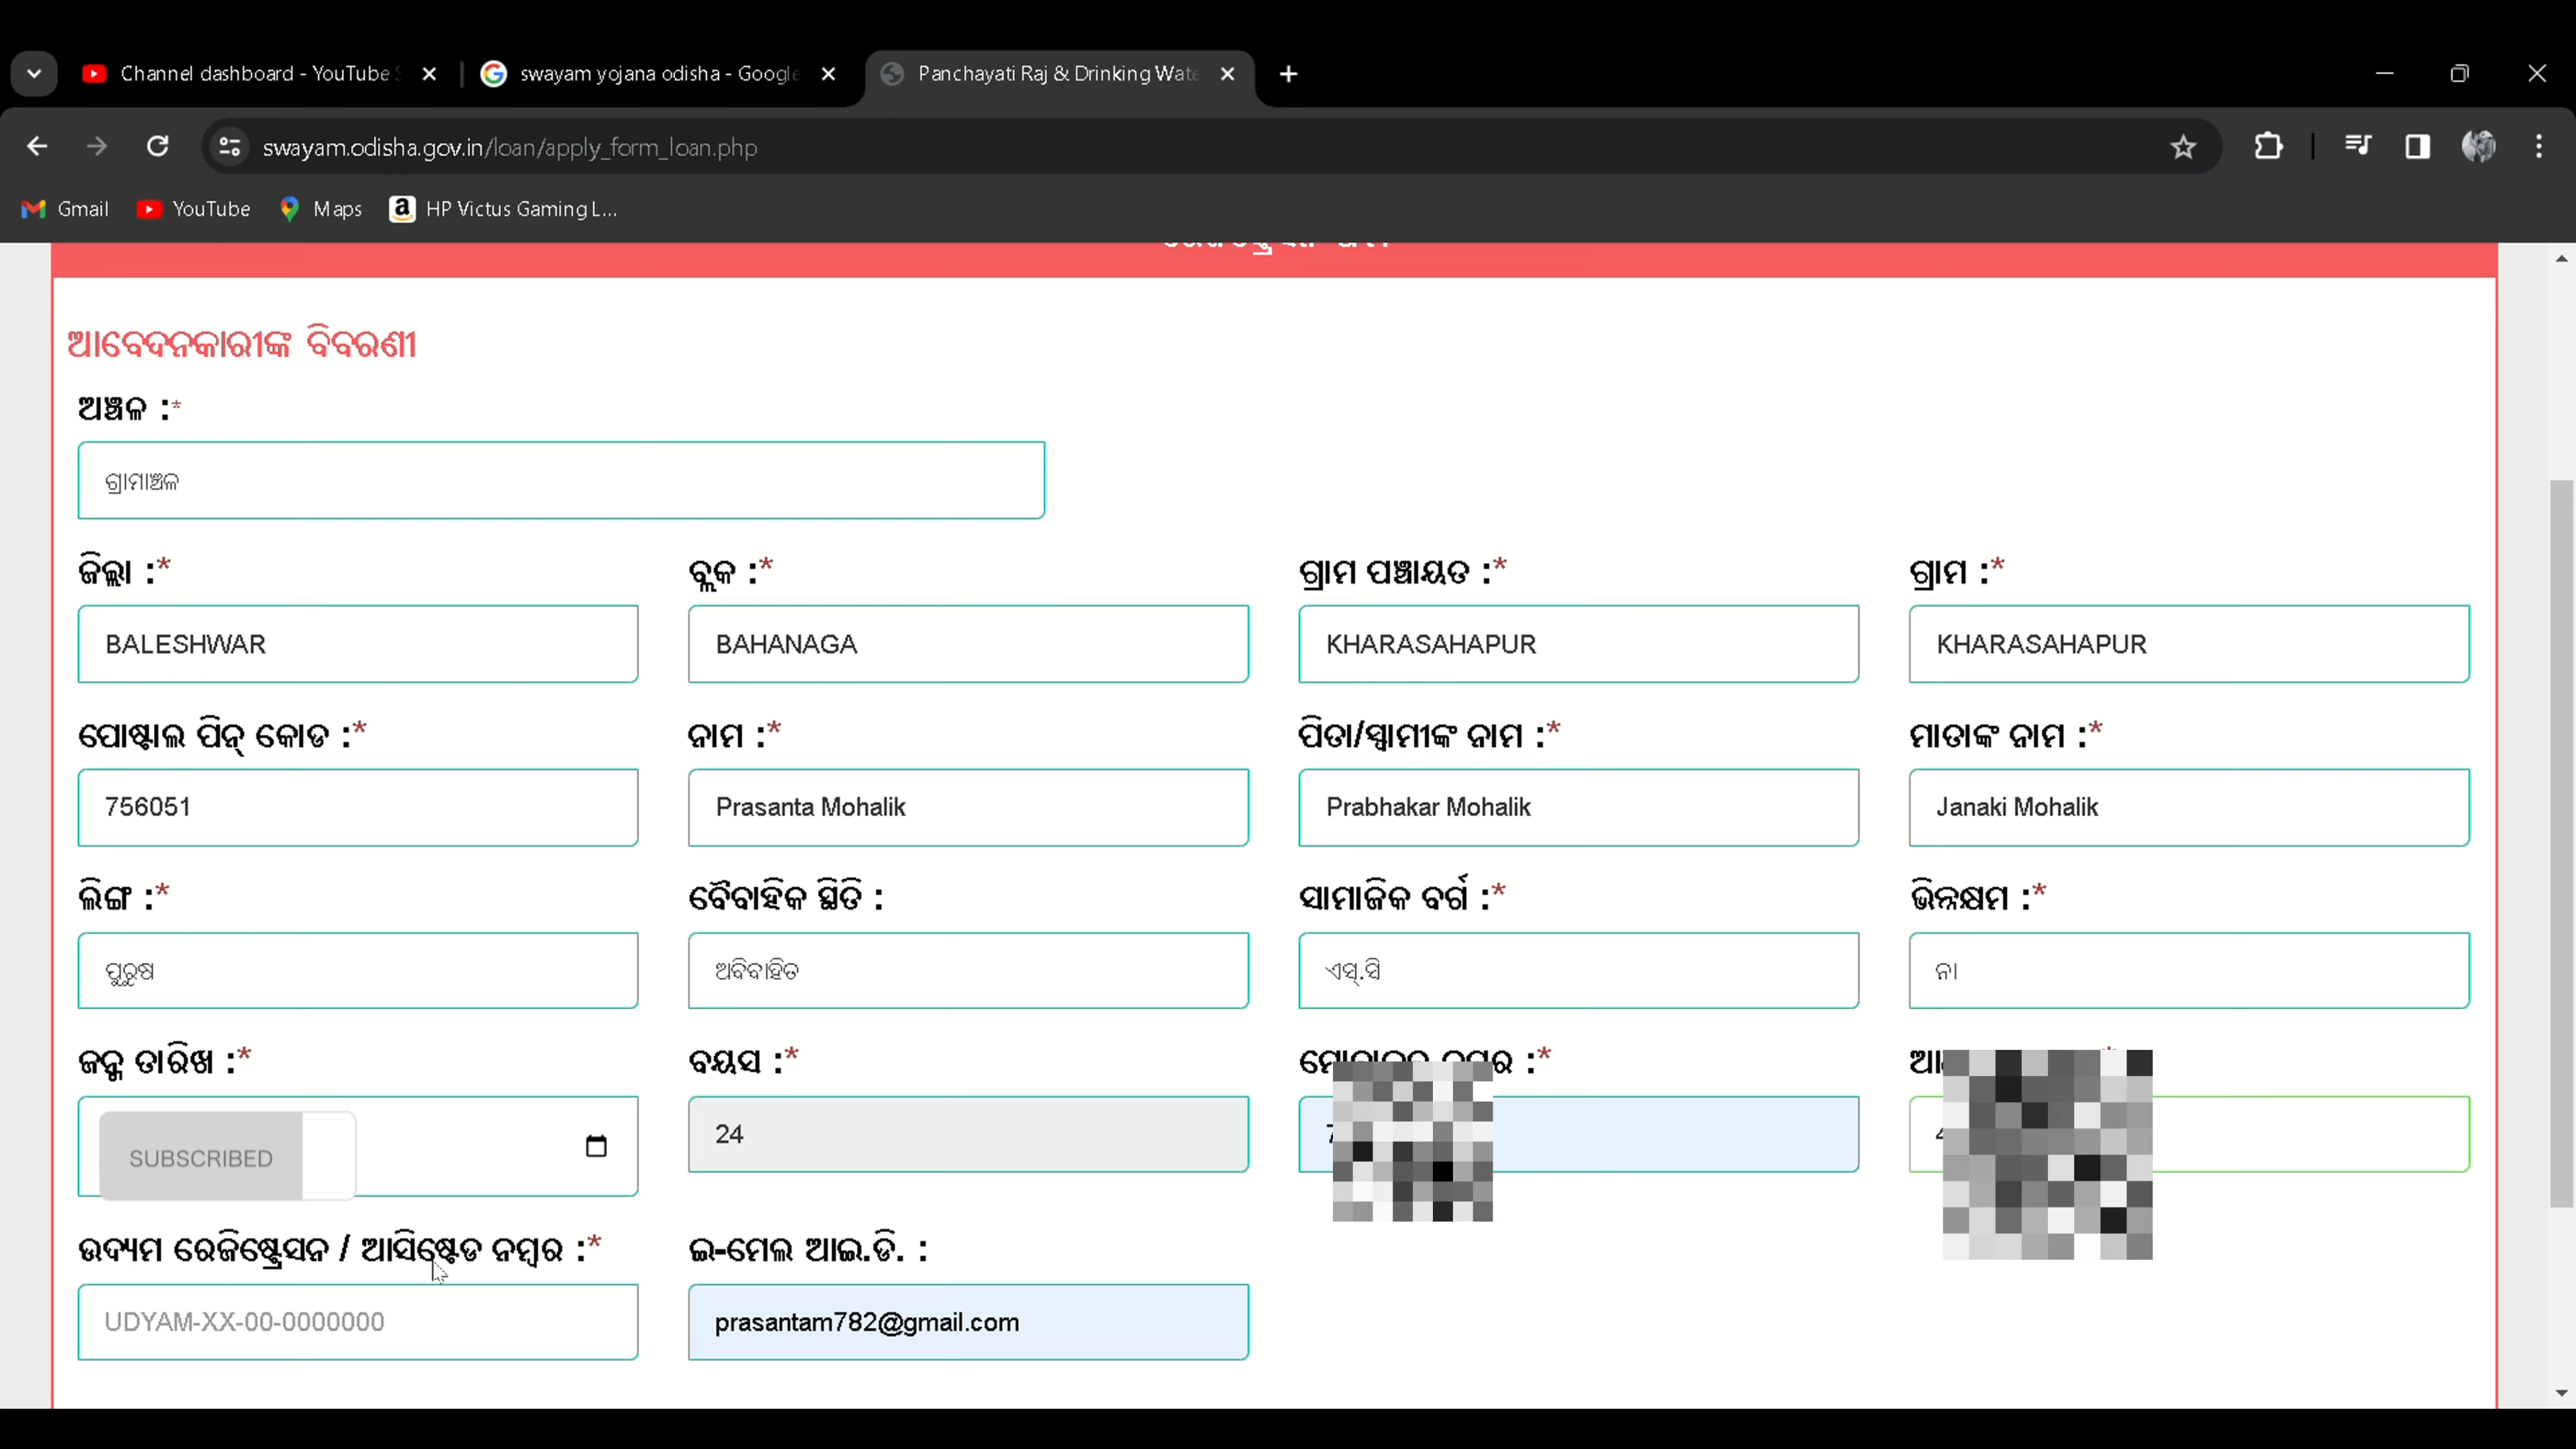 Channel dashboard - YouTube S
swayam yojana odisha - Google
Panchayati Raj & Drinking Wate
swayam.odisha.gov.in/loan/apply_form_loan.php
Gmail YouTube Maps HP Victus Gaming L...
ଆବେଦନକାରୀଙ୍କ ବିବରଣୀ
ଅଞ୍ଚଳ :*
ଗ୍ରାମାଞ୍ଚଳ
ଜିଲ୍ଲା :* ବ୍ଲକ :* ଗ୍ରାମ ପଞ୍ଚାୟତ :* ଗ୍ରାମ :*
BALESHWAR BAHANAGA KHARASAHAPUR KHARASAHAPUR
ପୋଷ୍ଟାଲ ପିନ୍ କୋଡ :* ନାମ :* ପିତା/ସ୍ୱାମୀଙ୍କ ନାମ :* ମାତାଙ୍କ ନାମ :*
756051 Prasanta Mohalik Prabhakar Mohalik Janaki Mohalik
ଲିଙ୍ଗ :* ବୈବାହିକ ସ୍ଥିତି : ସାମାଜିକ ବର୍ଗ :* ଭିନ୍ନକ୍ଷମ :*
ପୁରୁଷ ଅବିବାହିତ ଏସ୍.ସି ନା
ଜନ୍ମ ତାରିଖ :* ବୟସ :*
SUBSCRIBED 24
ଉଦ୍ୟମ ରେଜିଷ୍ଟ୍ରେସନ / ଆସିଷ୍ଟେଡ ନମ୍ବର :* ଇ-ମେଲ ଆଇ.ଡି. :
UDYAM-XX-00-0000000 prasantam782@gmail.com